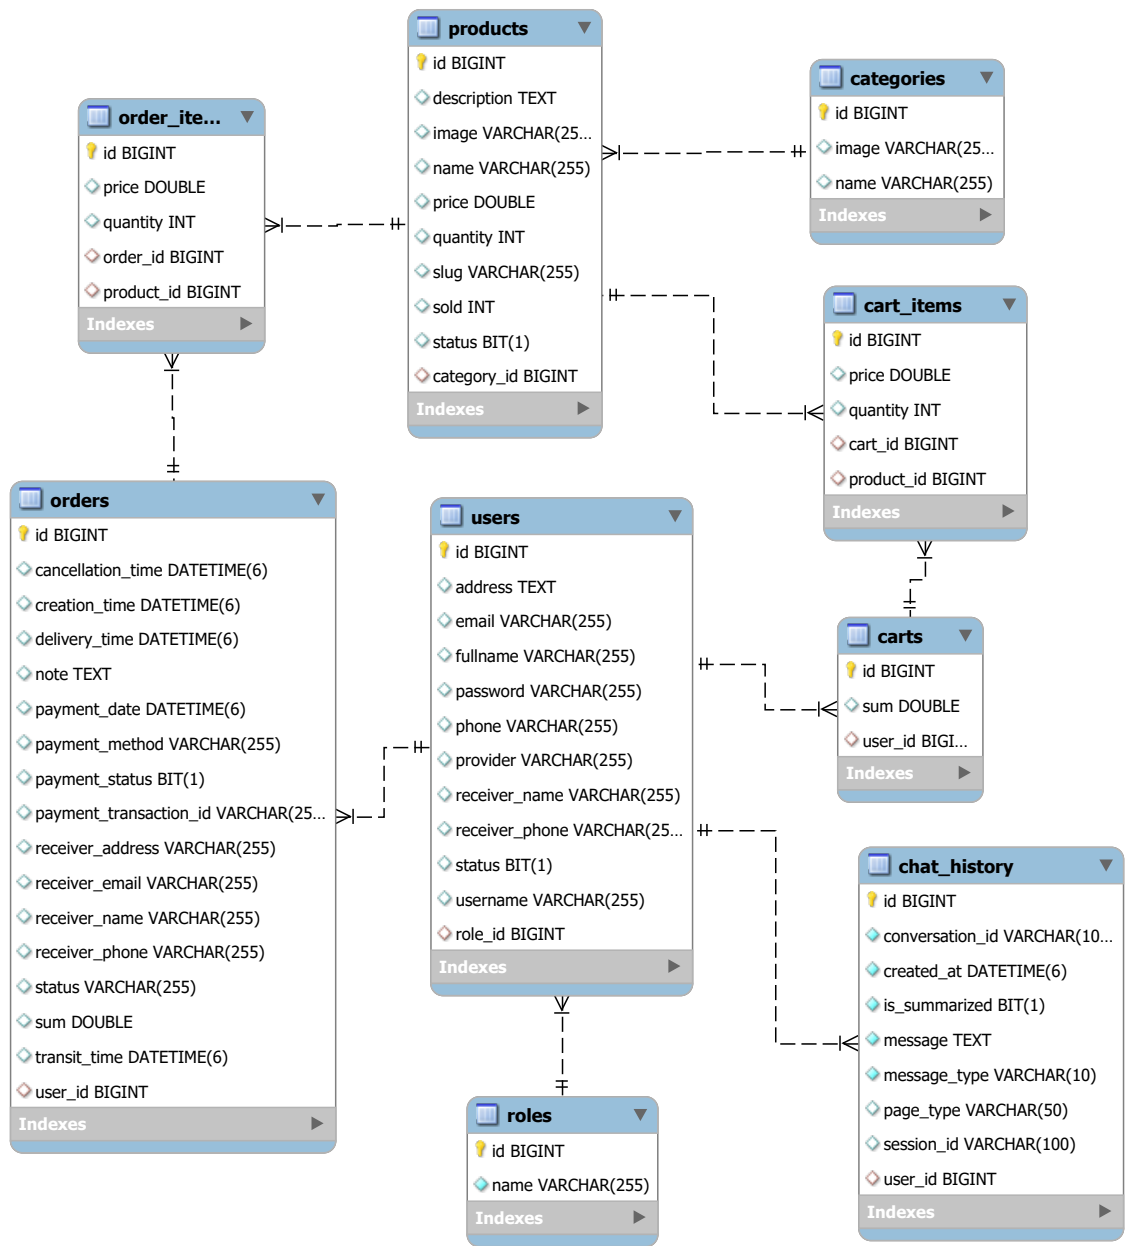 products
id BIGINT
description TEXT
image VARCHAR(25...
name VARCHAR(255)
price DOUBLE
quantity INT
slug VARCHAR(255)
sold INT
status BIT(1)
category_id BIGINT
Indexes
categories
id BIGINT
image VARCHAR(25...
name VARCHAR(255)
Indexes
order_ite...
id BIGINT
price DOUBLE
quantity INT
order_id BIGINT
product_id BIGINT
Indexes
cart_items
id BIGINT
price DOUBLE
quantity INT
cart_id BIGINT
product_id BIGINT
Indexes
orders
id BIGINT
cancellation_time DATETIME(6)
creation_time DATETIME(6)
delivery_time DATETIME(6)
note TEXT
payment_date DATETIME(6)
payment_method VARCHAR(255)
payment_status BIT(1)
payment_transaction_id VARCHAR(25...
receiver_address VARCHAR(255)
receiver_email VARCHAR(255)
receiver_name VARCHAR(255)
receiver_phone VARCHAR(255)
status VARCHAR(255)
sum DOUBLE
transit_time DATETIME(6)
user_id BIGINT
Indexes
users
id BIGINT
address TEXT
email VARCHAR(255)
fullname VARCHAR(255)
password VARCHAR(255)
phone VARCHAR(255)
provider VARCHAR(255)
receiver_name VARCHAR(255)
receiver_phone VARCHAR(25...
status BIT(1)
username VARCHAR(255)
role_id BIGINT
Indexes
carts
id BIGINT
sum DOUBLE
user_id BIGI...
Indexes
chat_history
id BIGINT
conversation_id VARCHAR(10...
created_at DATETIME(6)
is_summarized BIT(1)
message TEXT
message_type VARCHAR(10)
page_type VARCHAR(50)
session_id VARCHAR(100)
user_id BIGINT
Indexes
roles
id BIGINT
name VARCHAR(255)
Indexes